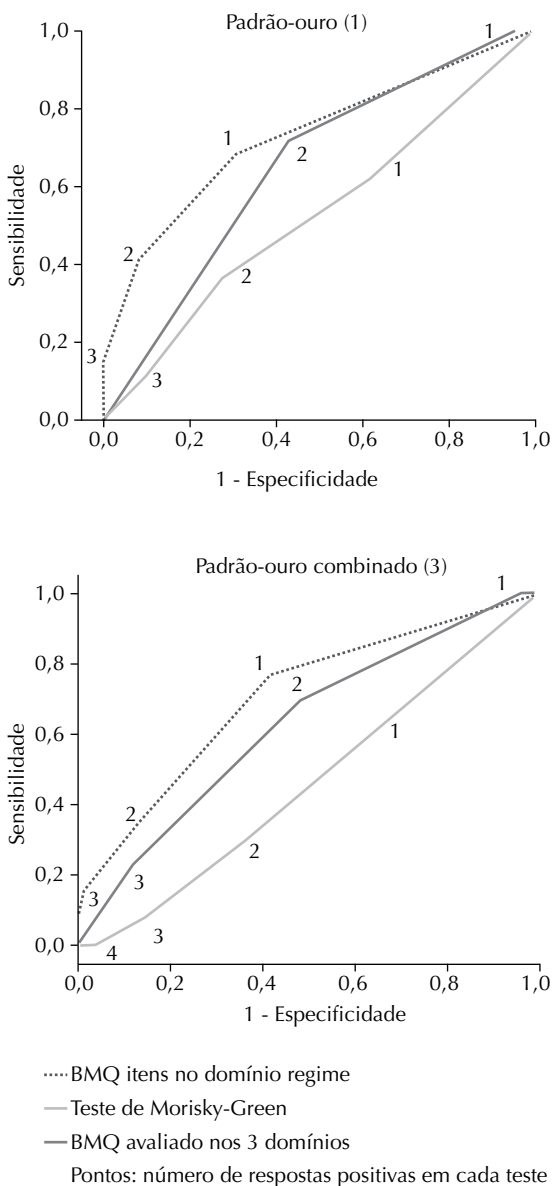 Padrão-ouro (1)
1,0
0,8
0,6
0,4
0,2
0,0
Sensibilidade
1
1
2
2
1
2
3
3
0,0 0,2 0,4 0,6 0,8 1,0
1 - Especificidade
Padrão-ouro combinado (3)
1,0
0,8
0,6
0,4
0,2
0,0
Sensibilidade
1
1
2
1
2
2
3
3
3
4
0,0 0,2 0,4 0,6 0,8 1,0
1 - Especificidade
BMQ itens no domínio regime
Teste de Morisky-Green
BMQ avaliado nos 3 domínios
Pontos: número de respostas positivas em cada teste